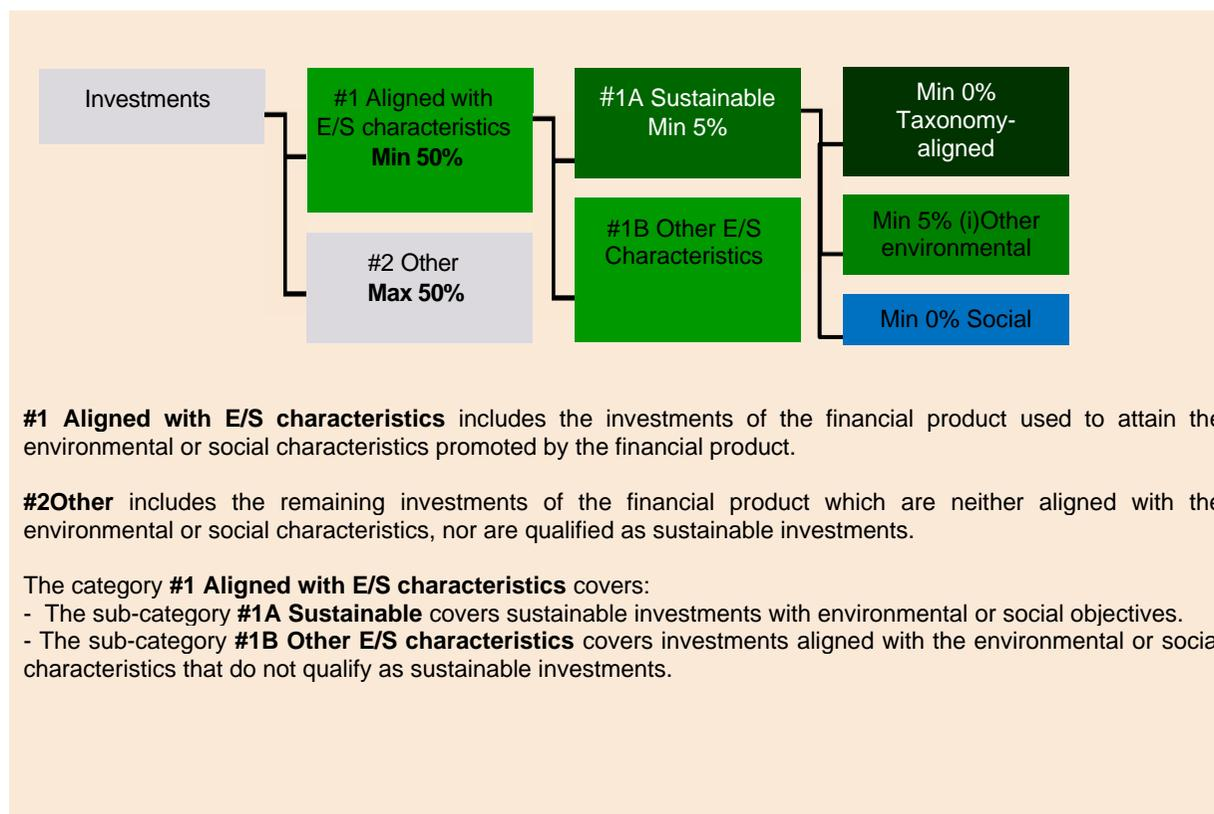 Investments
#1 Aligned with
E/S characteristics
Min 50%
#2 Other
Max 50%
#1A Sustainable
Min 5%
#1B Other E/S
Characteristics
Min 0%
Taxonomy-
aligned
Min 5% (i)Other
environmental
Min 0% Social
#1 Aligned with E/S characteristics includes the investments of the financial product used to attain the
environmental or social characteristics promoted by the financial product.
#2Other includes the remaining investments of the financial product which are neither aligned with the
environmental or social characteristics, nor are qualified as sustainable investments.
The category #1 Aligned with E/S characteristics covers:
- The sub-category #1A Sustainable covers sustainable investments with environmental or social objectives.
- The sub-category #1B Other E/S characteristics covers investments aligned with the environmental or socia
characteristics that do not qualify as sustainable investments.